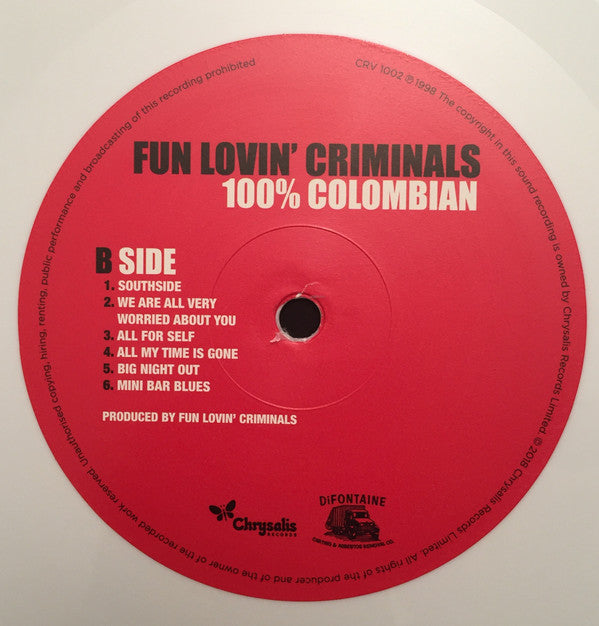 FUN LOVIN' CRIMINALS
100% COLOMBIAN
B SIDE
1. SOUTHSIDE
2. WE ARE ALL VERY
WORRIED ABOUT YOU
3. ALL FOR SELF
4. ALL MY TIME IS GONE
5. BIG NIGHT OUT
6. MINI BAR BLUES
PRODUCED BY FUN LOVIN' CRIMINALS
Chrysalis
RECORDS
DiFONTAINE
CARTING & ASBESTOS REMOVAL CO.
CRV 1002 ℗ 1998 The copyright in this sound recording is owned by Chrysalis Records Limited. © 2018 Chrysalis Records Limited. All rights of the producer and of the owner of the recorded work reserved. Unauthorised copying, hiring, renting, public performance and broadcasting of this recording prohibited